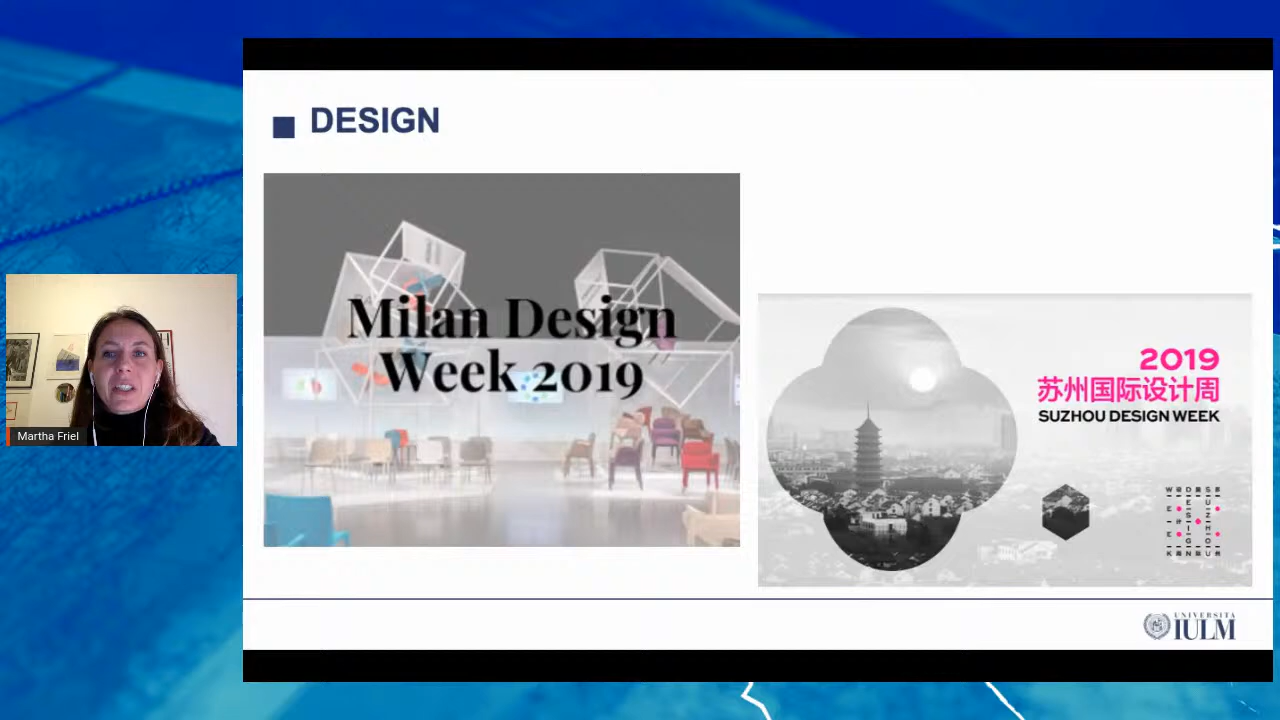 DESIGN
Milan Design
Week 2019
2019
苏州国际设计周
SUZHOU DESIGN WEEK
Martha Friel
UNIVERSITÀ
IULM